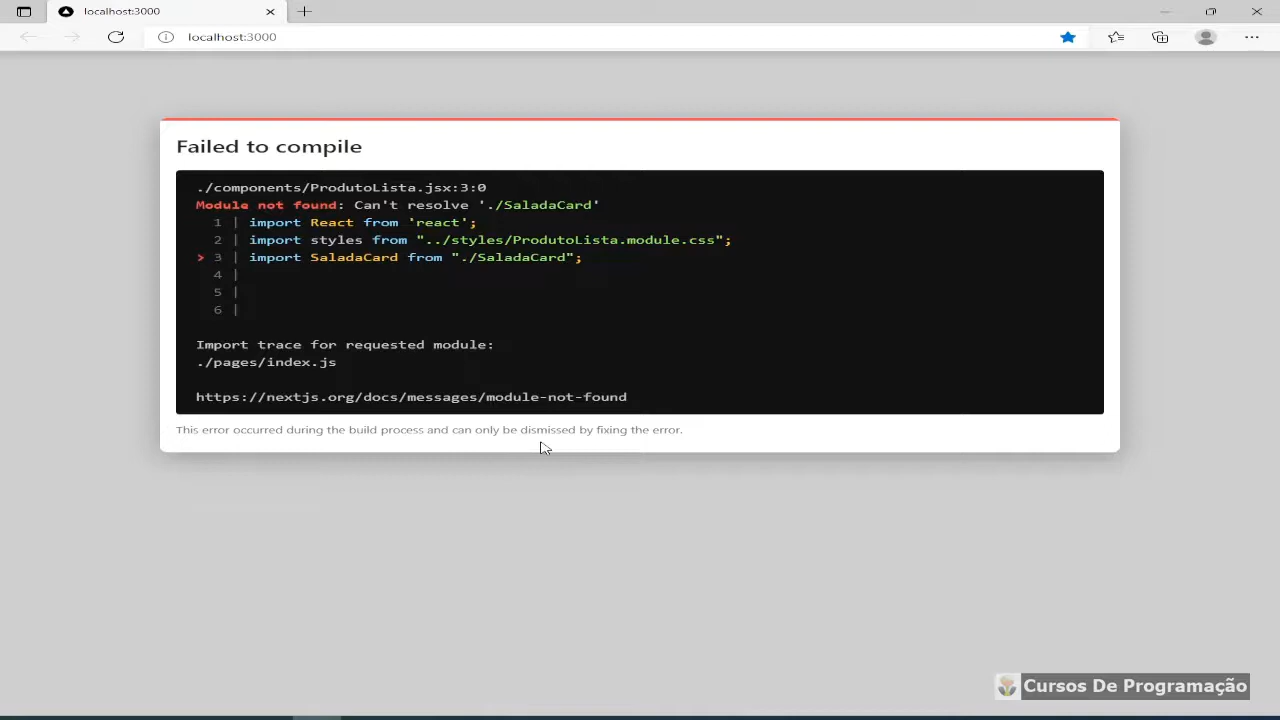 localhost:3000
localhost:3000
Failed to compile
./components/ProdutoLista.jsx:3:0
Module not found: Can't resolve './SaladaCard'
1 | import React from 'react';
2 | import styles from "../styles/ProdutoLista.module.css";
> 3 | import SaladaCard from "./SaladaCard";
4 |
5 |
6 |
Import trace for requested module:
./pages/index.js
https://nextjs.org/docs/messages/module-not-found
This error occurred during the build process and can only be dismissed by fixing the error.
Cursos De Programação